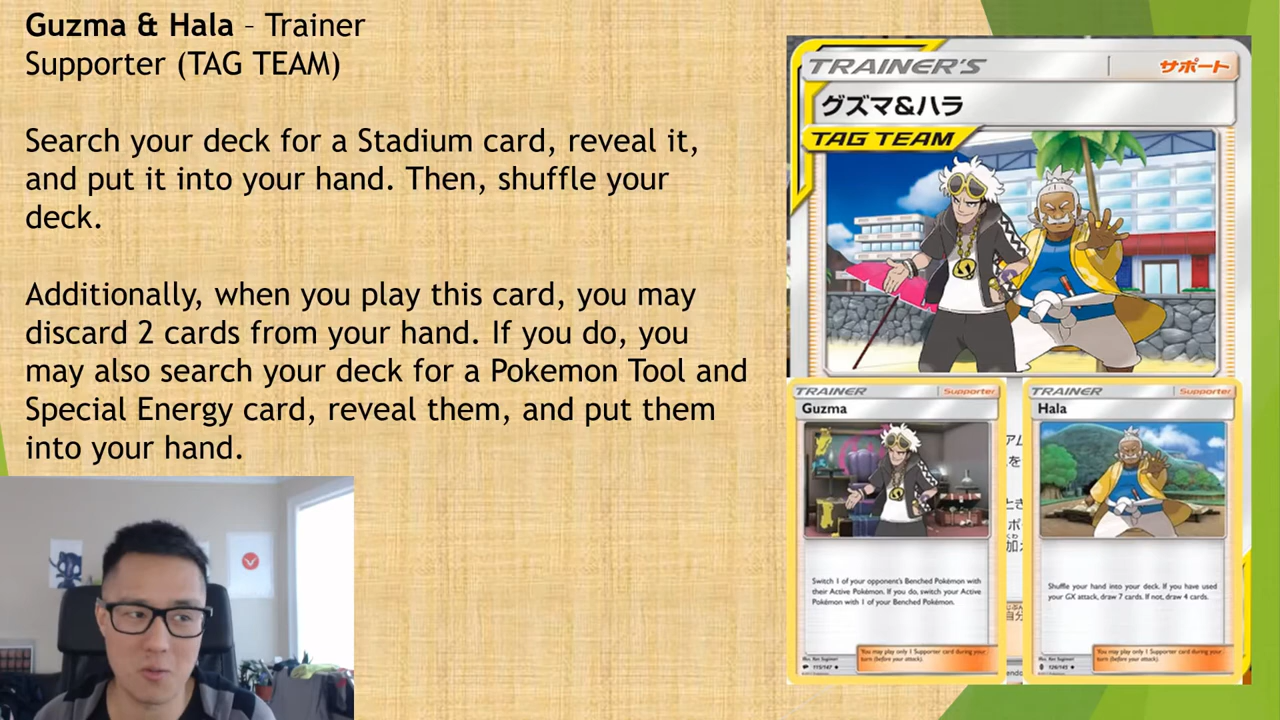 Guzma & Hala – Trainer
Supporter (TAG TEAM)
Search your deck for a Stadium card, reveal it,
and put it into your hand. Then, shuffle your
deck.
Additionally, when you play this card, you may
discard 2 cards from your hand. If you do, you
may also search your deck for a Pokemon Tool and
Special Energy card, reveal them, and put them
into your hand.
TRAINER'S サポート
グズマ&ハラ
TAG TEAM
TRAINER Supporter
Guzma
Switch 1 of your opponent's Benched Pokémon with
their Active Pokémon. If you do, switch your Active
Pokémon with 1 of your Benched Pokémon.
You may play only 1 Supporter card during your
turn (before your attack).
115/147
TRAINER Supporter
Hala
Shuffle your hand into your deck. If you have used
your GX attack, draw 7 cards. If not, draw 4 cards.
You may play only 1 Supporter card during your
turn (before your attack).
126/145